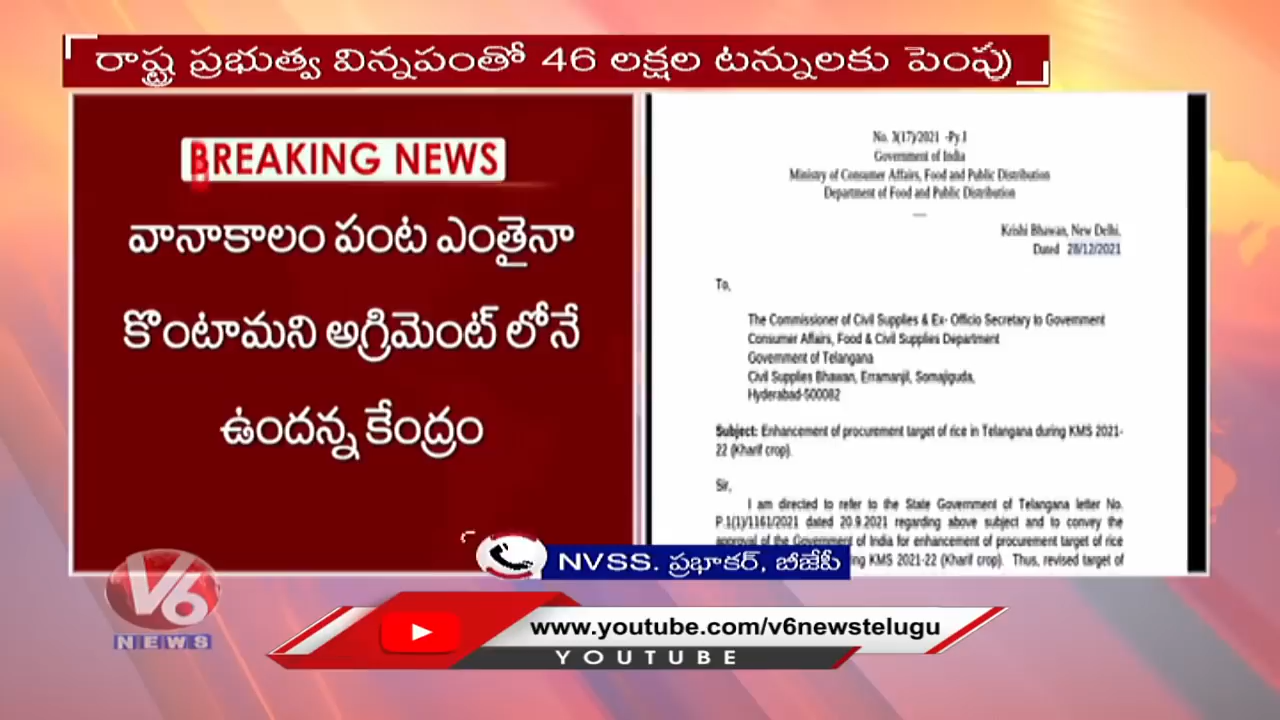 రాష్ట్ర ప్రభుత్వ విన్నపంతో 46 లక్షల టన్నులకు పెంపు
BREAKING NEWS
వానాకాలం పంట ఎంతైనా
కొంటామని అగ్రిమెంట్ లోనే
ఉందన్న కేంద్రం
No. 3(17)/2021 -Py.I
Government of India
Ministry of Consumer Affairs, Food and Public Distribution
Department of Food and Public Distribution
Krishi Bhawan, New Delhi,
Dated 28/12/2021
To,
The Commissioner of Civil Supplies & Ex- Officio Secretary to Government
Consumer Affairs, Food & Civil Supplies Department
Government of Telangana
Civil Supplies Bhawan, Erramanjil, Somajiguda,
Hyderabad-500082
Subject: Enhancement of procurement target of rice in Telangana during KMS 2021-
22 (Kharif crop).
Sir,
I am directed to refer to the State Government of Telangana letter No.
P.1(1)/1161/2021 dated 20.9.2021 regarding above subject and to convey the
approval of the Government of India for enhancement of procurement target of rice
KMS 2021-22 (Kharif crop). Thus, revised target of
NVSS. ప్రభాకర్, బీజేపీ
V6
NEWS
www.youtube.com/v6newstelugu
YOUTUBE